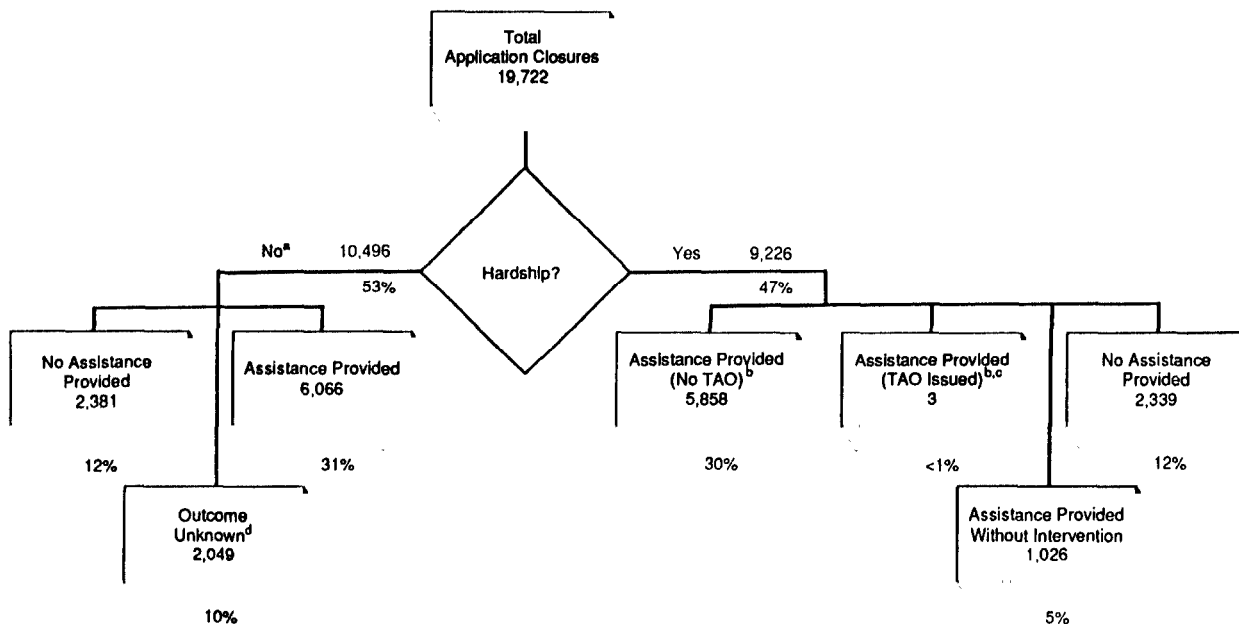 Total
Application Closures
19,722
Hardship?
Noᵃ 10,496
53%
Yes 9,226
47%
No Assistance
Provided
2,381
12%
Assistance Provided
6,066
31%
Outcome
Unknownᵈ
2,049
10%
Assistance Provided
(No TAO)ᵇ
5,858
30%
Assistance Provided
(TAO Issued)ᵇ,ᶜ
3
<1%
No Assistance
Provided
2,339
12%
Assistance Provided
Without Intervention
1,026
5%